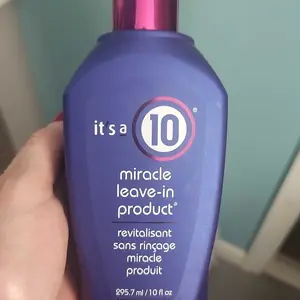 it's a 10®
miracle
leave-in
product®
revitalisant
sans rinçage
miracle
produit
295.7 ml / 10 fl oz